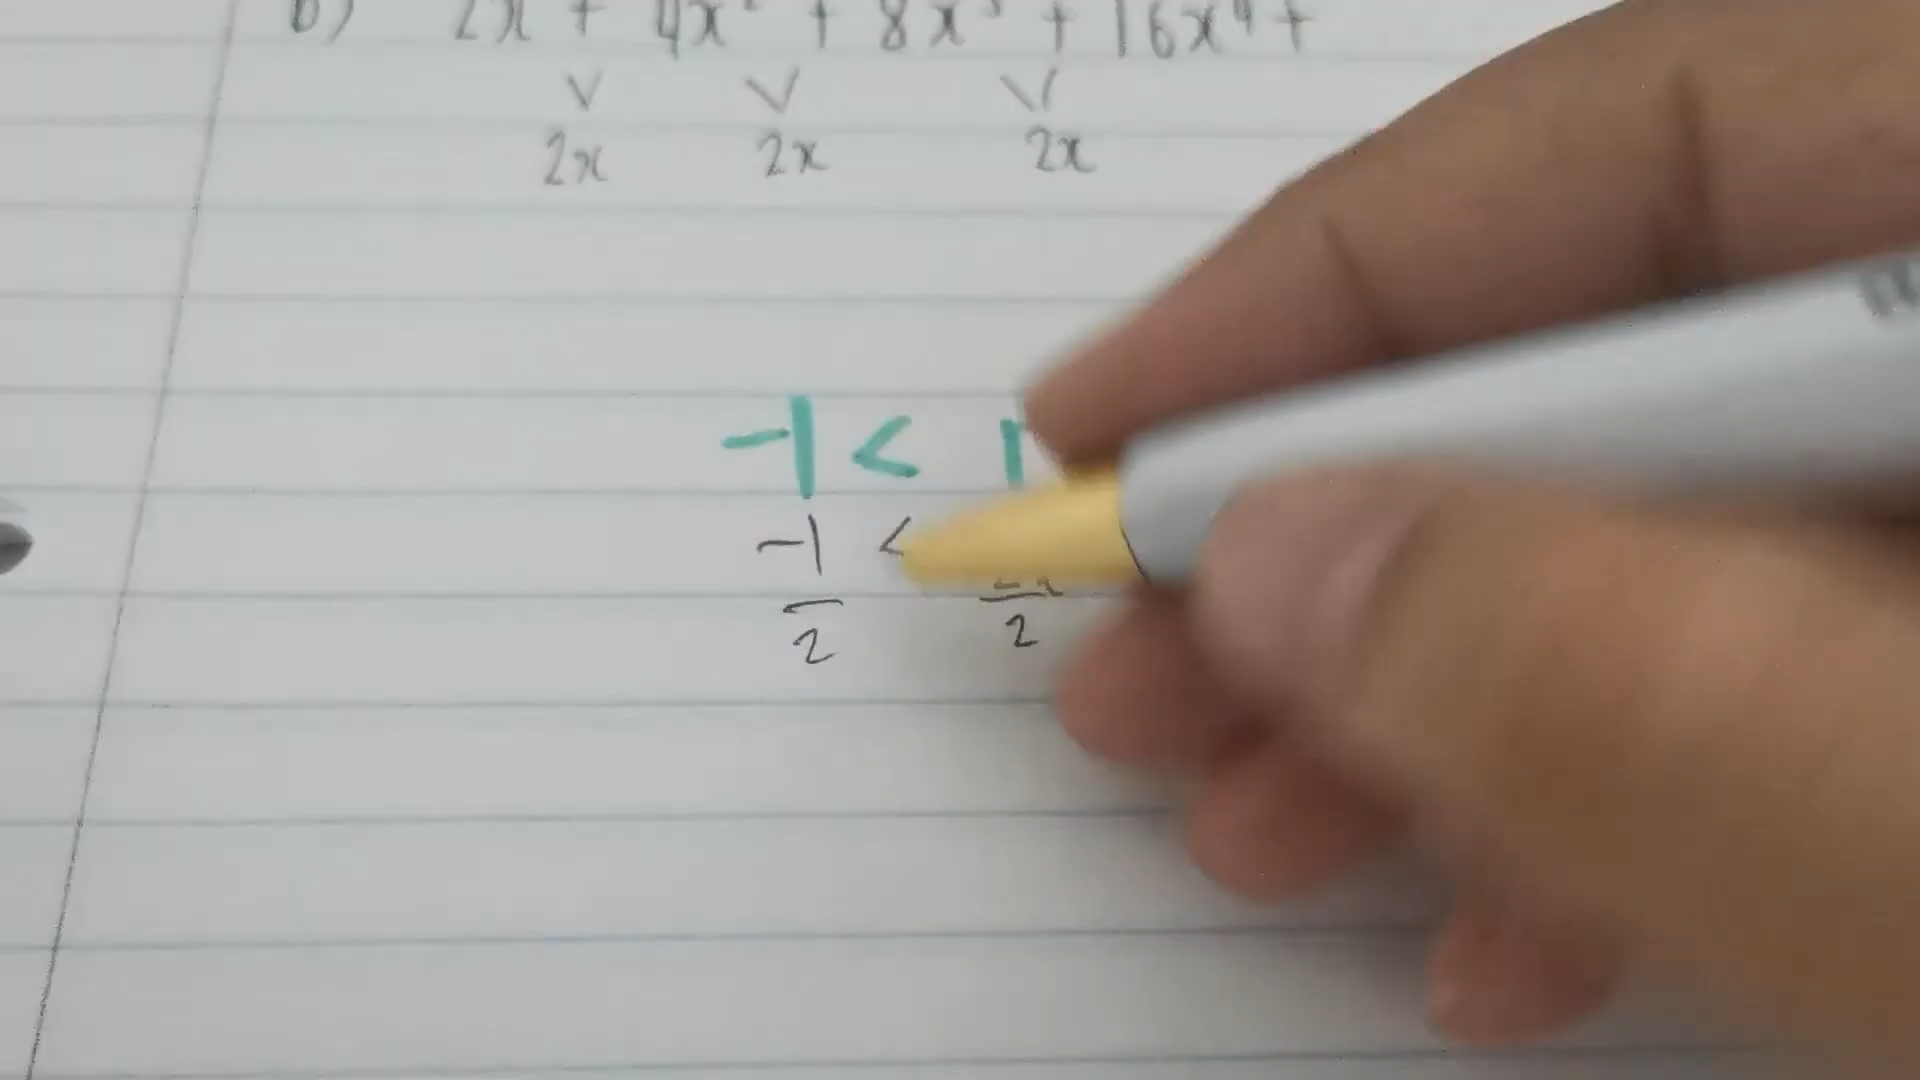 b) 2x + 4x² + 8x³ + 16x⁴ +
2x 2x 2x
-1 < r
-1 <
2 2